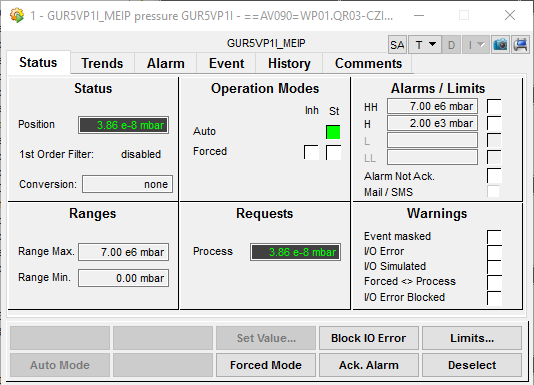 1 - GUR5VP1I_MEIP pressure GUR5VP1I - ==AV090=WP01.QR03-CZI...
GUR5VP1I_MEIP
SA T D I
Status Trends Alarm Event History Comments
Status
Position 3.86 e-8 mbar
1st Order Filter: disabled
Conversion: none
Operation Modes
Inh St
Auto
Forced
Alarms / Limits
HH 7.00 e6 mbar
H 2.00 e3 mbar
L
LL
Alarm Not Ack.
Mail / SMS
Ranges
Range Max. 7.00 e6 mbar
Range Min. 0.00 mbar
Requests
Process 3.86 e-8 mbar
Warnings
Event masked
I/O Error
I/O Simulated
Forced <> Process
I/O Error Blocked
Set Value... Block IO Error Limits...
Auto Mode Forced Mode Ack. Alarm Deselect